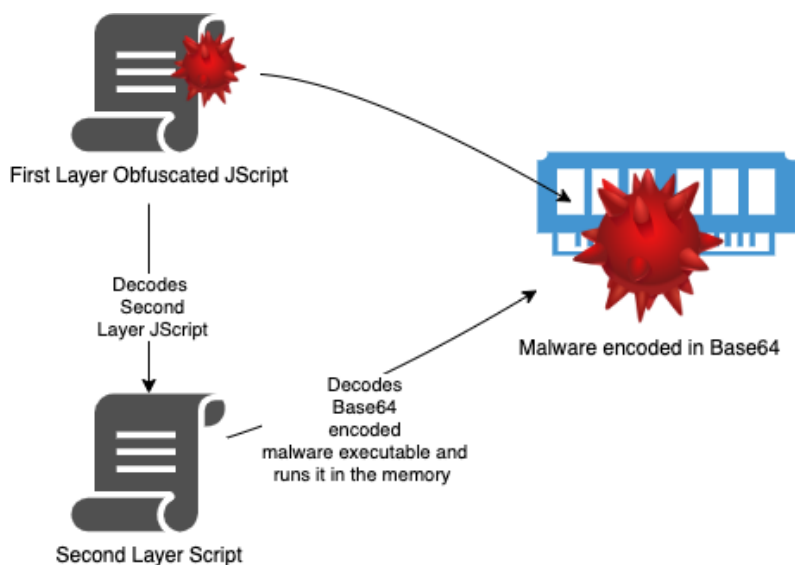 First Layer Obfuscated JScript
Decodes
Second
Layer JScript
Malware encoded in Base64
Decodes
Base64
encoded
malware executable and
runs it in the memory
Second Layer Script